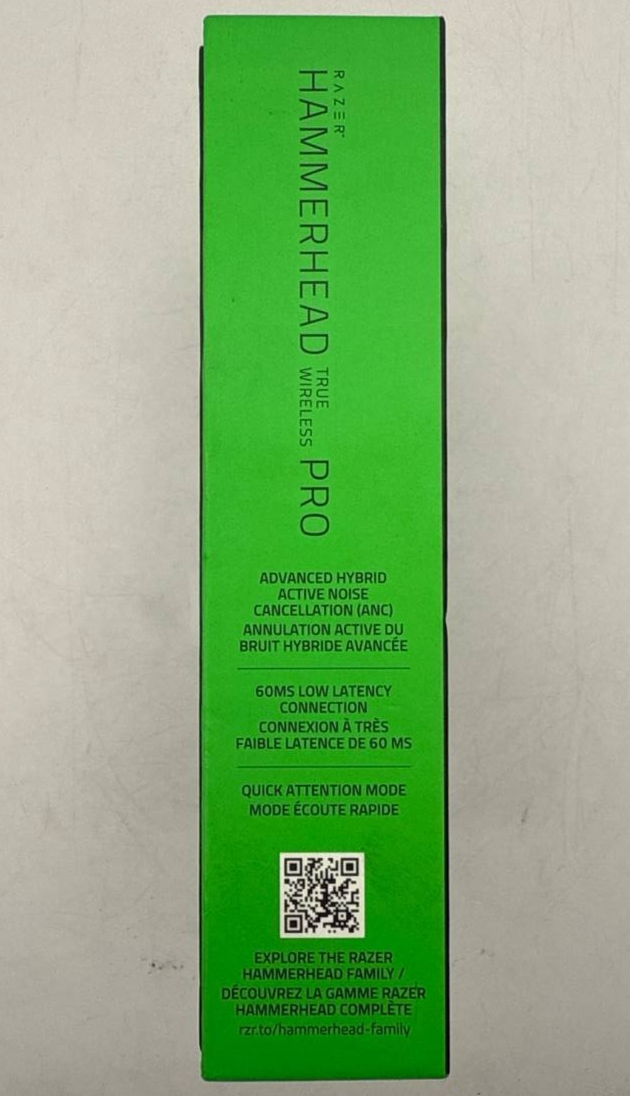 RAZER
HAMMERHEAD TRUE WIRELESS PRO
ADVANCED HYBRID
ACTIVE NOISE
CANCELLATION (ANC)
ANNULATION ACTIVE DU
BRUIT HYBRIDE AVANCÉE
60MS LOW LATENCY
CONNECTION
CONNEXION À TRÈS
FAIBLE LATENCE DE 60 MS
QUICK ATTENTION MODE
MODE ÉCOUTE RAPIDE
EXPLORE THE RAZER
HAMMERHEAD FAMILY /
DÉCOUVREZ LA GAMME RAZER
HAMMERHEAD COMPLÈTE
rzr.to/hammerhead-family